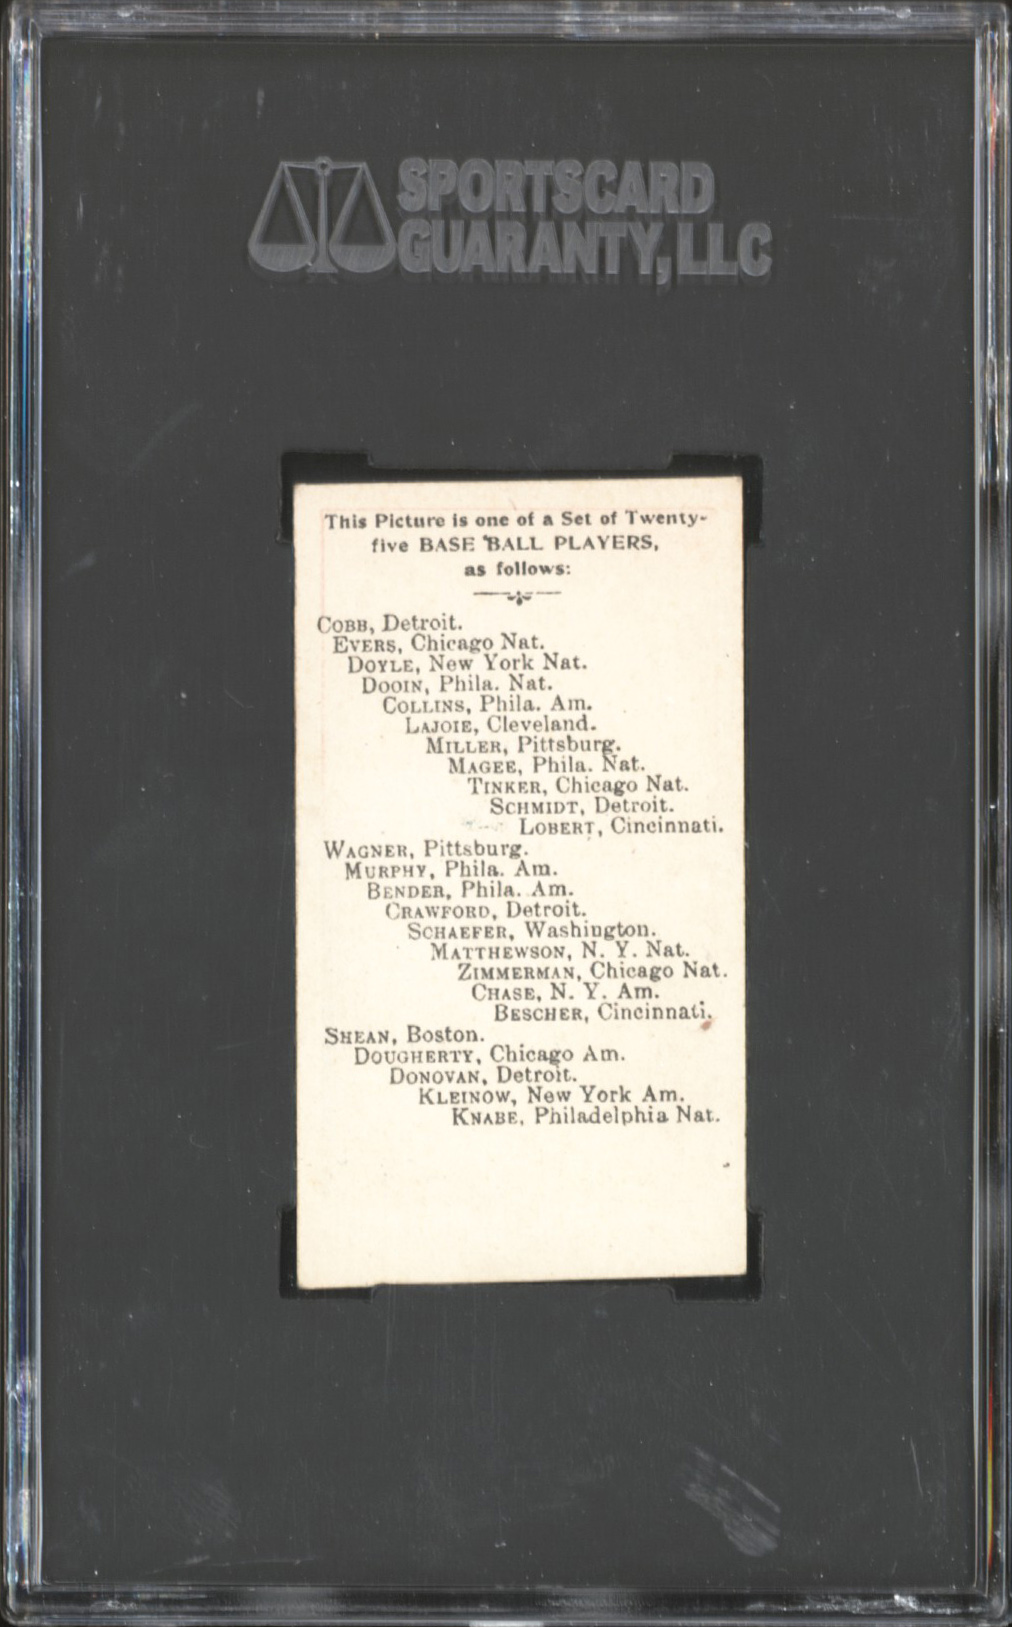 SPORTSCARD
GUARANTY, LLC
This Picture is one of a Set of Twenty-
five BASE BALL PLAYERS,
as follows:
COBB, Detroit.
EVERS, Chicago Nat.
DOYLE, New York Nat.
DOOIN, Phila. Nat.
COLLINS, Phila. Am.
LAJOIE, Cleveland.
MILLER, Pittsburg.
MAGEE, Phila. Nat.
TINKER, Chicago Nat.
SCHMIDT, Detroit.
LOBERT, Cincinnati.
WAGNER, Pittsburg.
MURPHY, Phila. Am.
BENDER, Phila. Am.
CRAWFORD, Detroit.
SCHAEFER, Washington.
MATTHEWSON, N. Y. Nat.
ZIMMERMAN, Chicago Nat.
CHASE, N. Y. Am.
BESCHER, Cincinnati.
SHEAN, Boston.
DOUGHERTY, Chicago Am.
DONOVAN, Detroit.
KLEINOW, New York Am.
KNABE, Philadelphia Nat.